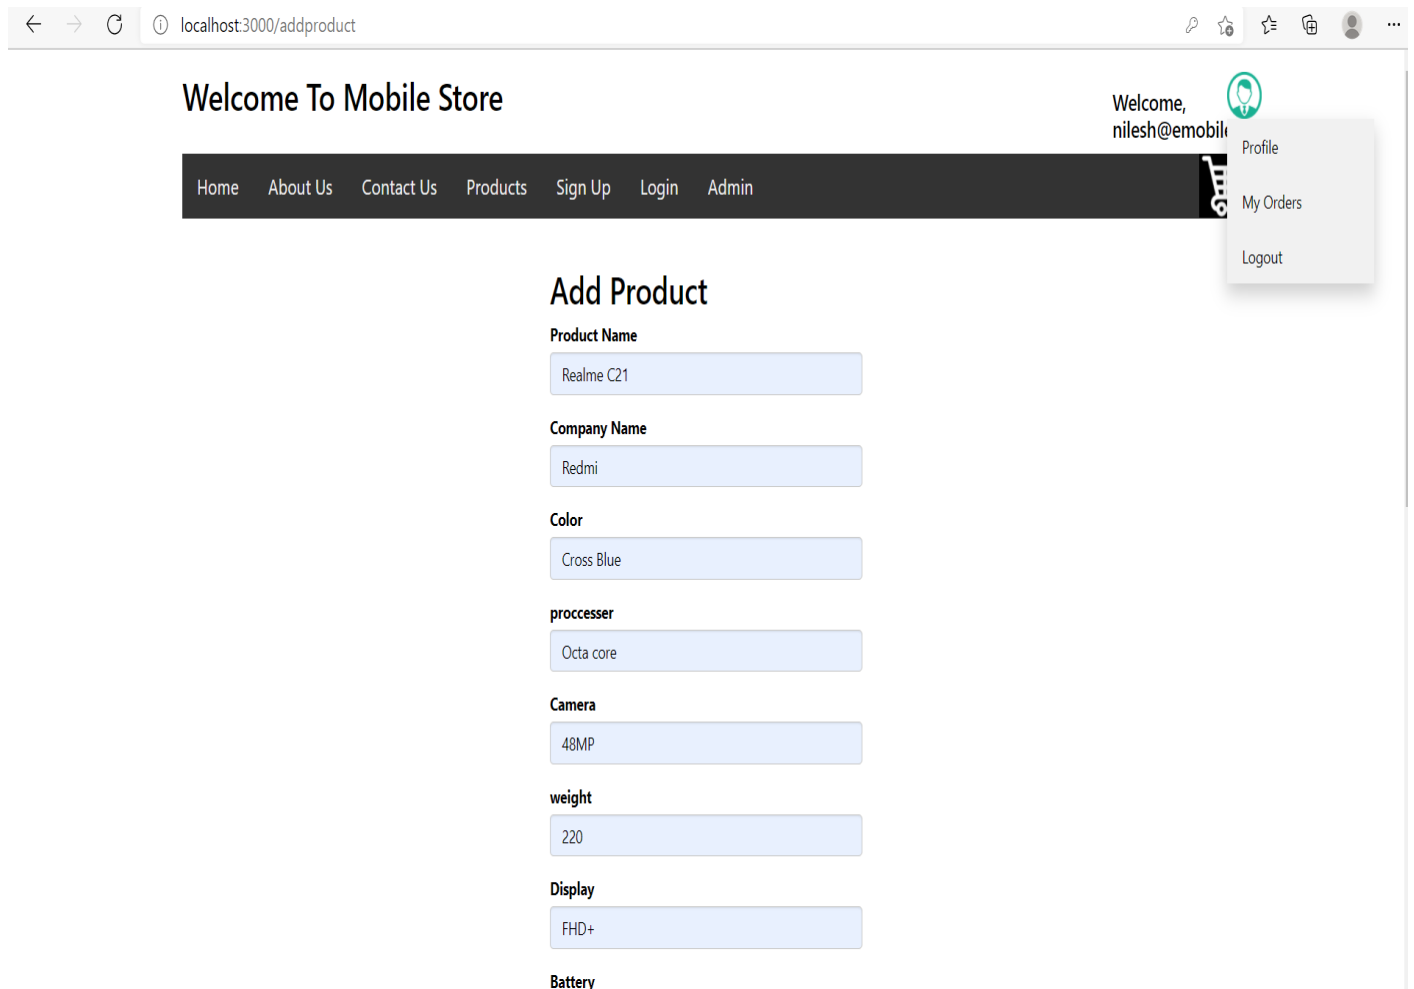 localhost:3000/addproduct
Welcome To Mobile Store
Welcome,
nilesh@emobile
Profile
My Orders
Logout
Home About Us Contact Us Products Sign Up Login Admin
Add Product
Product Name
Realme C21
Company Name
Redmi
Color
Cross Blue
proccesser
Octa core
Camera
48MP
weight
220
Display
FHD+
Battery